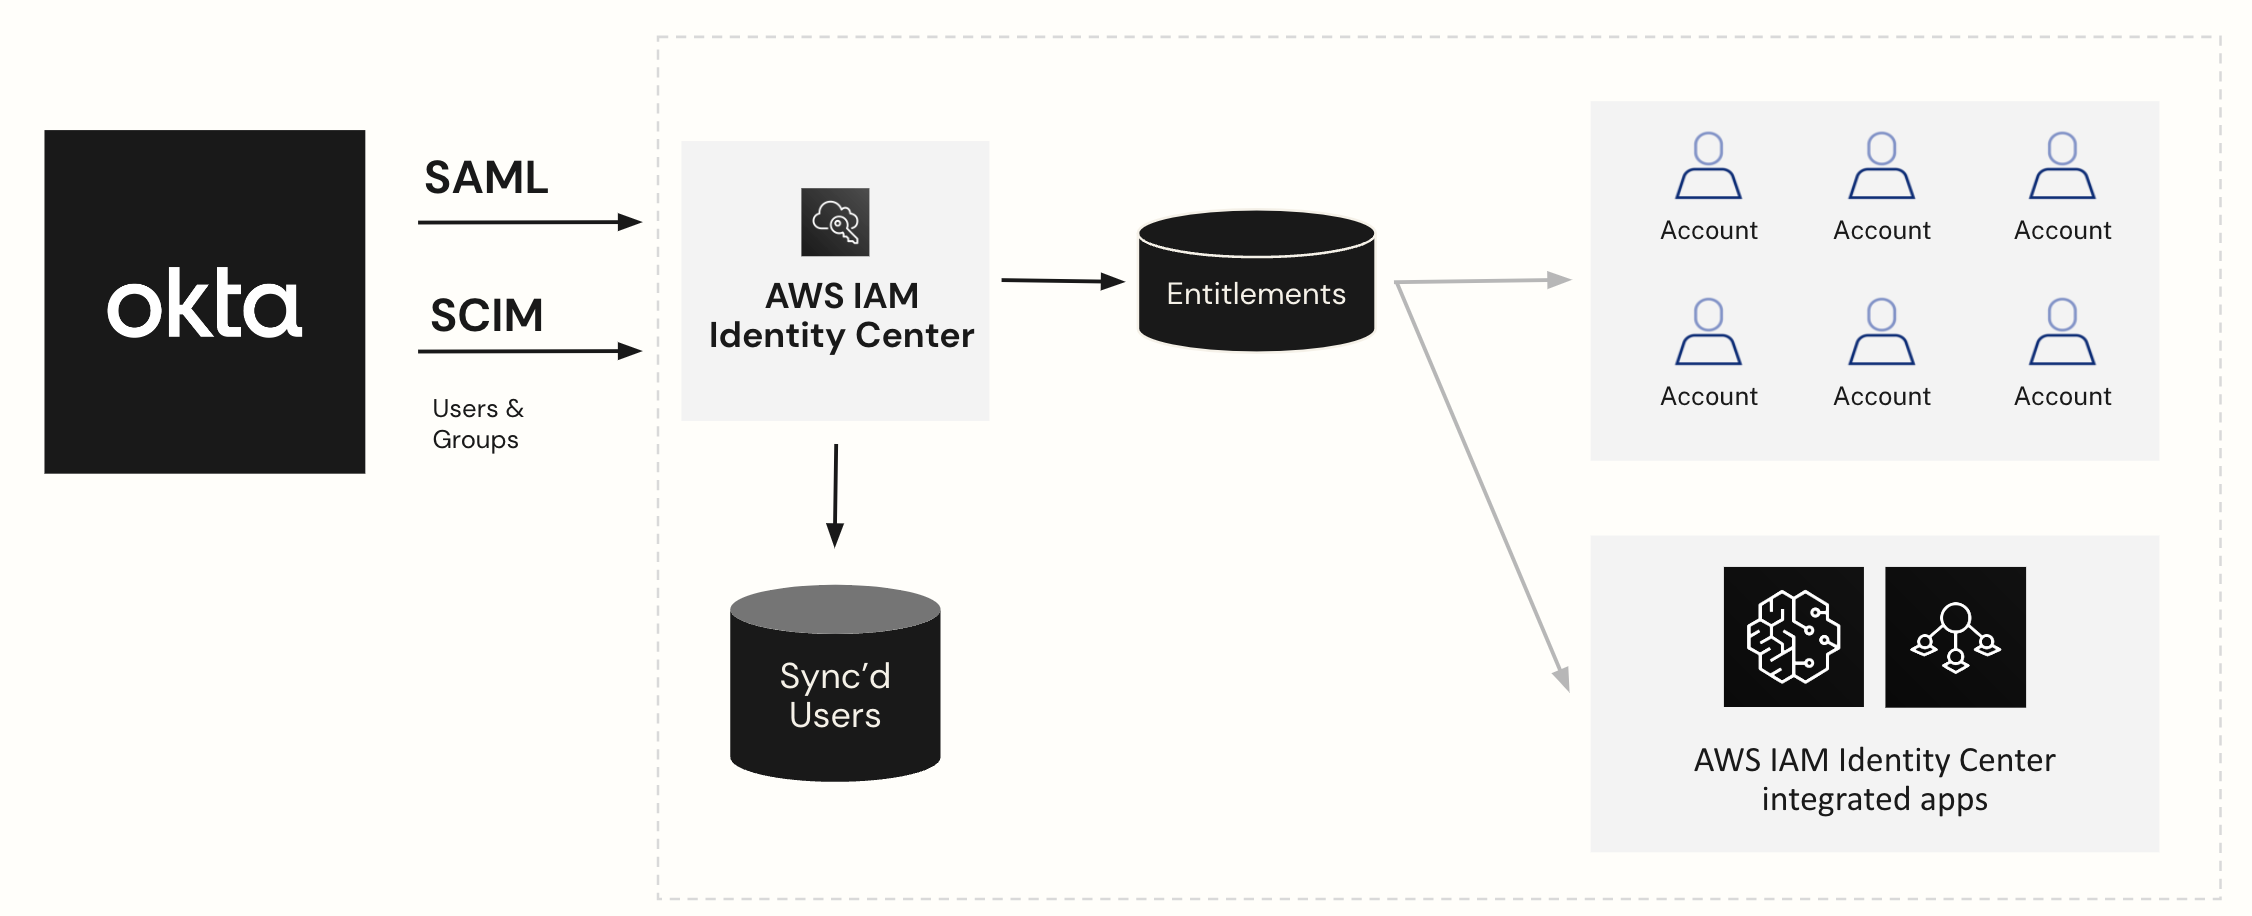 okta
SAML
SCIM
Users &
Groups
AWS IAM
Identity Center
Sync’d
Users
Entitlements
Account
Account
Account
Account
Account
Account
AWS IAM Identity Center
integrated apps